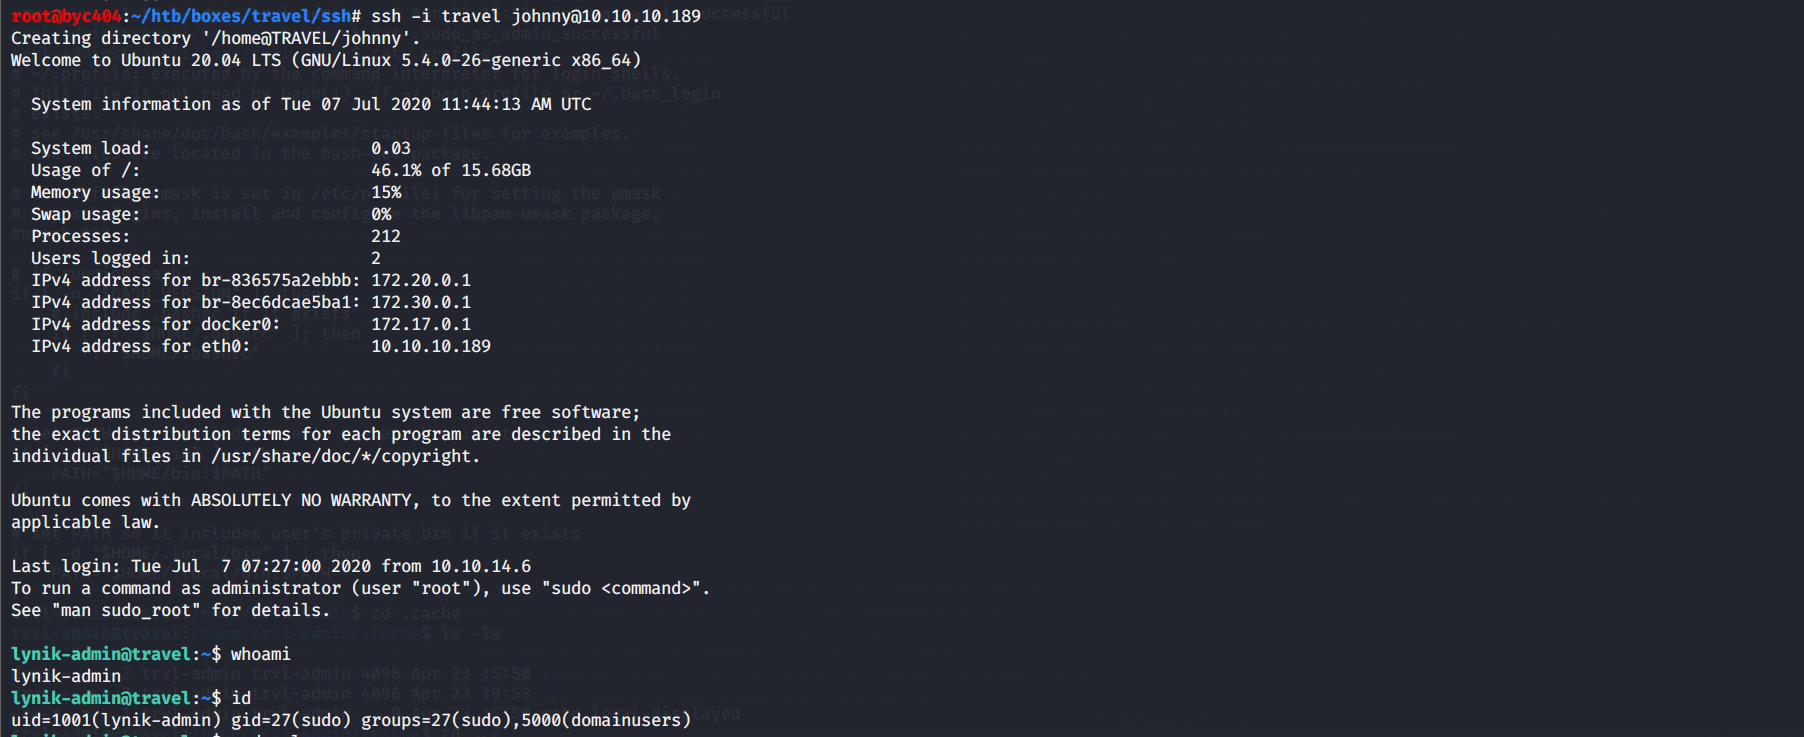 root@byc404:~/htb/boxes/travel/ssh# ssh -i travel johnny@10.10.10.189
Creating directory '/home@TRAVEL/johnny'.
Welcome to Ubuntu 20.04 LTS (GNU/Linux 5.4.0-26-generic x86_64)
System information as of Tue 07 Jul 2020 11:44:13 AM UTC
System load: 0.03
Usage of /: 46.1% of 15.68GB
Memory usage: 15%
Swap usage: 0%
Processes: 212
Users logged in: 2
IPv4 address for br-836575a2ebbb: 172.20.0.1
IPv4 address for br-8ec6dcae5ba1: 172.30.0.1
IPv4 address for docker0: 172.17.0.1
IPv4 address for eth0: 10.10.10.189
The programs included with the Ubuntu system are free software;
the exact distribution terms for each program are described in the
individual files in /usr/share/doc/*/copyright.
Ubuntu comes with ABSOLUTELY NO WARRANTY, to the extent permitted by
applicable law.
Last login: Tue Jul  7 07:27:00 2020 from 10.10.14.6
To run a command as administrator (user "root"), use "sudo <command>".
See "man sudo_root" for details.
lynik-admin@travel:~$ whoami
lynik-admin
lynik-admin@travel:~$ id
uid=1001(lynik-admin) gid=27(sudo) groups=27(sudo),5000(domainusers)